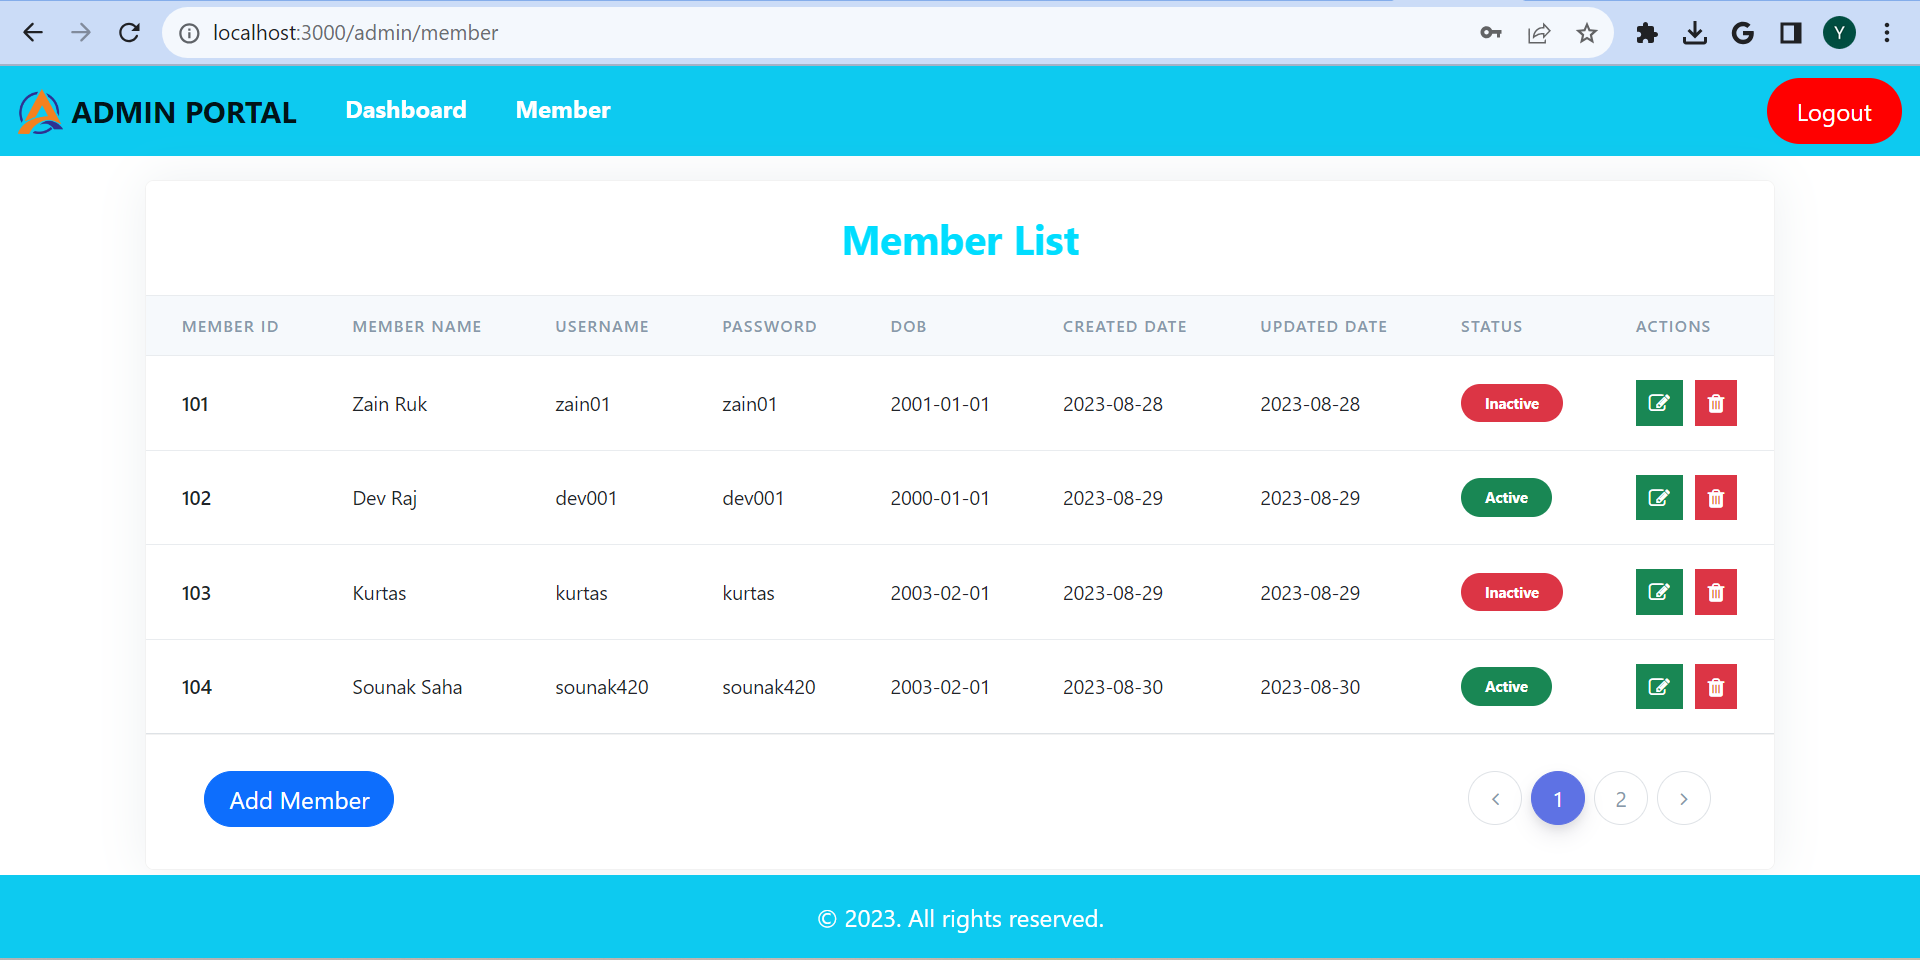 localhost:3000/admin/member
Y
ADMIN PORTAL Dashboard Member Logout
Member List
MEMBER ID MEMBER NAME USERNAME PASSWORD DOB CREATED DATE UPDATED DATE STATUS ACTIONS
101 Zain Ruk zain01 zain01 2001-01-01 2023-08-28 2023-08-28 Inactive
102 Dev Raj dev001 dev001 2000-01-01 2023-08-29 2023-08-29 Active
103 Kurtas kurtas kurtas 2003-02-01 2023-08-29 2023-08-29 Inactive
104 Sounak Saha sounak420 sounak420 2003-02-01 2023-08-30 2023-08-30 Active
Add Member 1 2
© 2023. All rights reserved.